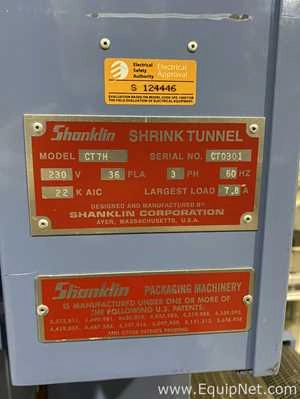 Electrical
Safety
Authority
Electrical
Approval
S 124446
Shanklin SHRINK TUNNEL
MODEL CT7H SERIAL NO. CT0301
230 V 36 FLA 3 PH 60 HZ
22 K AIC LARGEST LOAD 7.8 A
DESIGNED AND MANUFACTURED BY
SHANKLIN CORPORATION
AYER, MASSACHUSETTS, U.S.A.
Shanklin PACKAGING MACHINERY
IS MANUFACTURED UNDER ONE OR MORE OF
THE FOLLOWING U.S. PATENTS:
AND OTHER PATENTS PENDING
www.EquipNet.com